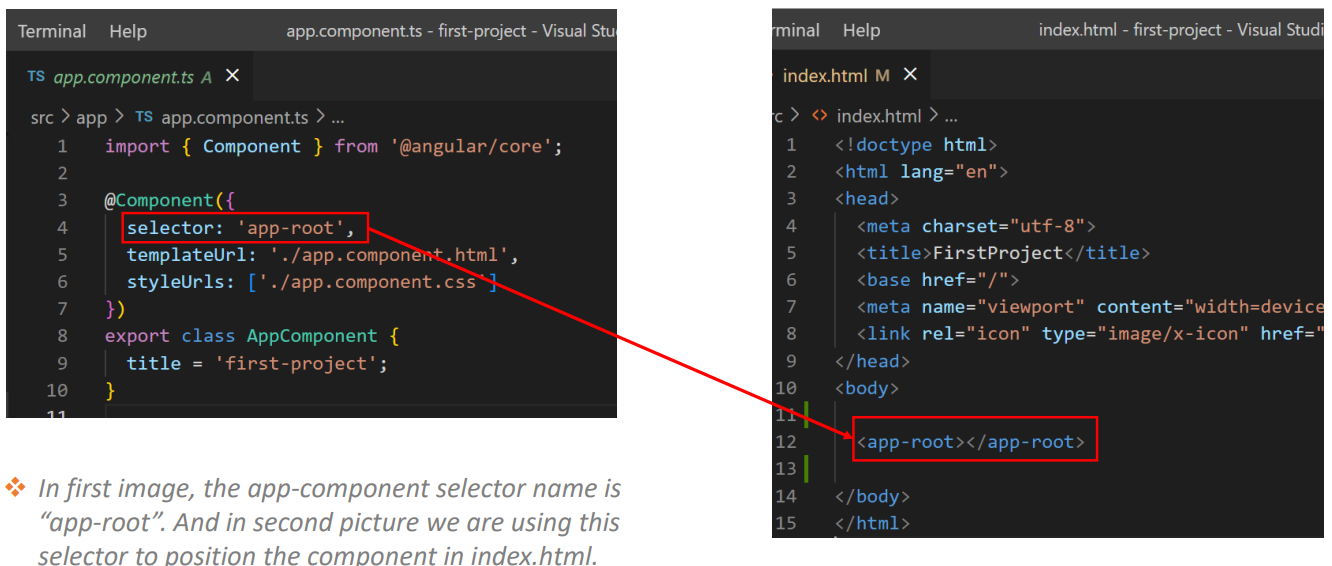 Terminal Help app.component.ts - first-project - Visual Stu
TS app.component.ts A ×
src > app > TS app.component.ts > ...
1 import { Component } from '@angular/core';
2
3 @Component({
4 selector: 'app-root',
5 templateUrl: './app.component.html',
6 styleUrls: ['./app.component.css']
7 })
8 export class AppComponent {
9 title = 'first-project';
10 }
11
❖ In first image, the app-component selector name is
“app-root”. And in second picture we are using this
selector to position the component in index.html.
rminal Help index.html - first-project - Visual Studi
index.html M ×
rc > <> index.html > ...
1 <!doctype html>
2 <html lang="en">
3 <head>
4 <meta charset="utf-8">
5 <title>FirstProject</title>
6 <base href="/">
7 <meta name="viewport" content="width=device
8 <link rel="icon" type="image/x-icon" href="
9 </head>
10 <body>
11
12 <app-root></app-root>
13
14 </body>
15 </html>